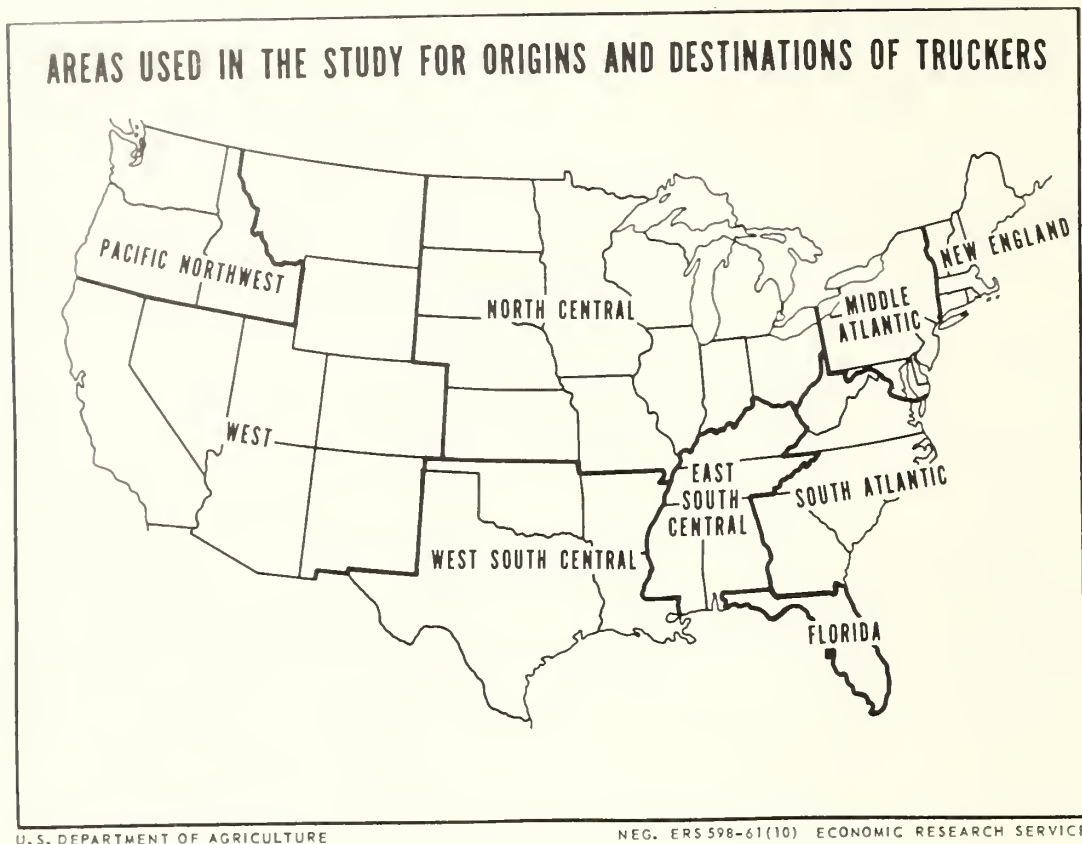 AREAS USED IN THE STUDY FOR ORIGINS AND DESTINATIONS OF TRUCKERS
PACIFIC NORTHWEST
NORTH CENTRAL
NEW ENGLAND
MIDDLE
ATLANTIC
WEST
EAST
SOUTH
CENTRAL
SOUTH ATLANTIC
WEST SOUTH CENTRAL
FLORIDA
U.S. DEPARTMENT OF AGRICULTURE
NEG. ERS 598-61(10) ECONOMIC RESEARCH SERVICE